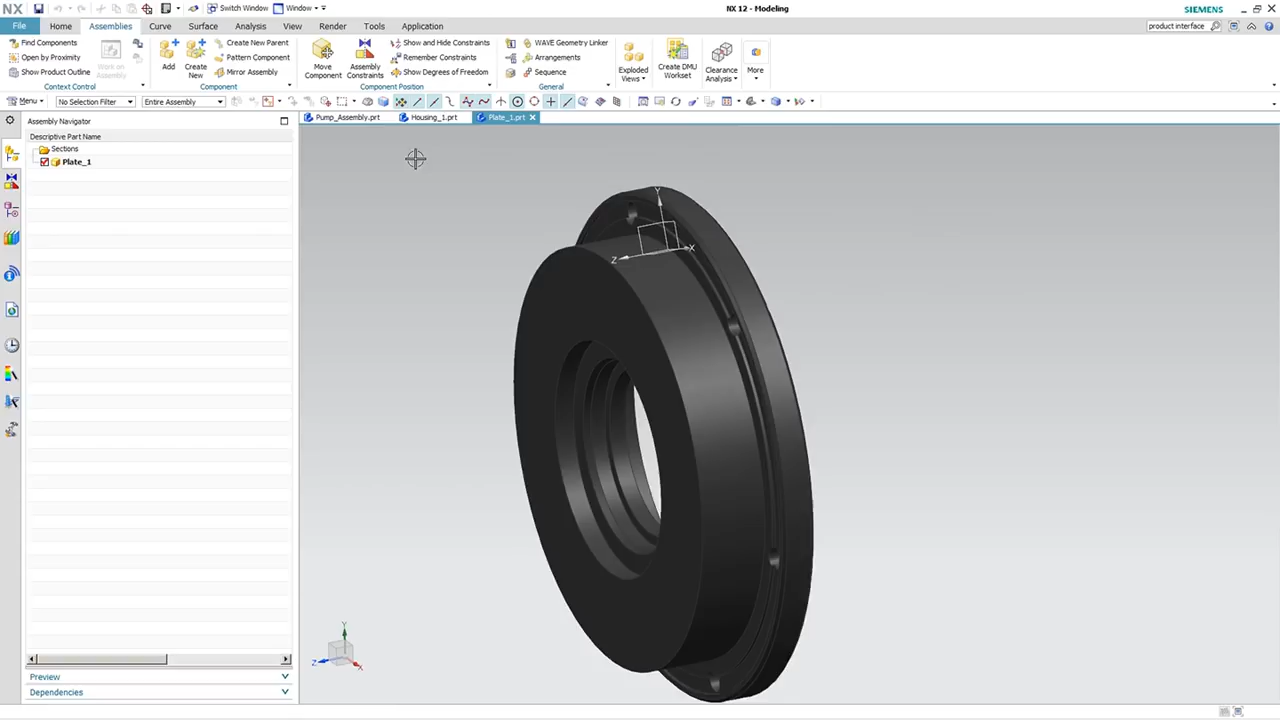 NX Switch Window Window NX 12 - Modeling SIEMENS
File Home Assemblies Curve Surface Analysis View Render Tools Application product interface
Find Components
Open by Proximity
Show Product Outline
Work on Assembly
Context Control
Add
Create New
Create New Parent
Pattern Component
Mirror Assembly
Component
Move Component
Assembly Constraints
Show and Hide Constraints
Remember Constraints
Show Degrees of Freedom
Component Position
WAVE Geometry Linker
Arrangements
Sequence
General
Exploded Views
Create DMU Workset
Clearance Analysis
More
Menu No Selection Filter Entire Assembly
Assembly Navigator
Pump_Assembly.prt Housing_1.prt Plate_1.prt
Descriptive Part Name
Sections
Plate_1
Y
X
Z
Y
Z
X
Preview
Dependencies